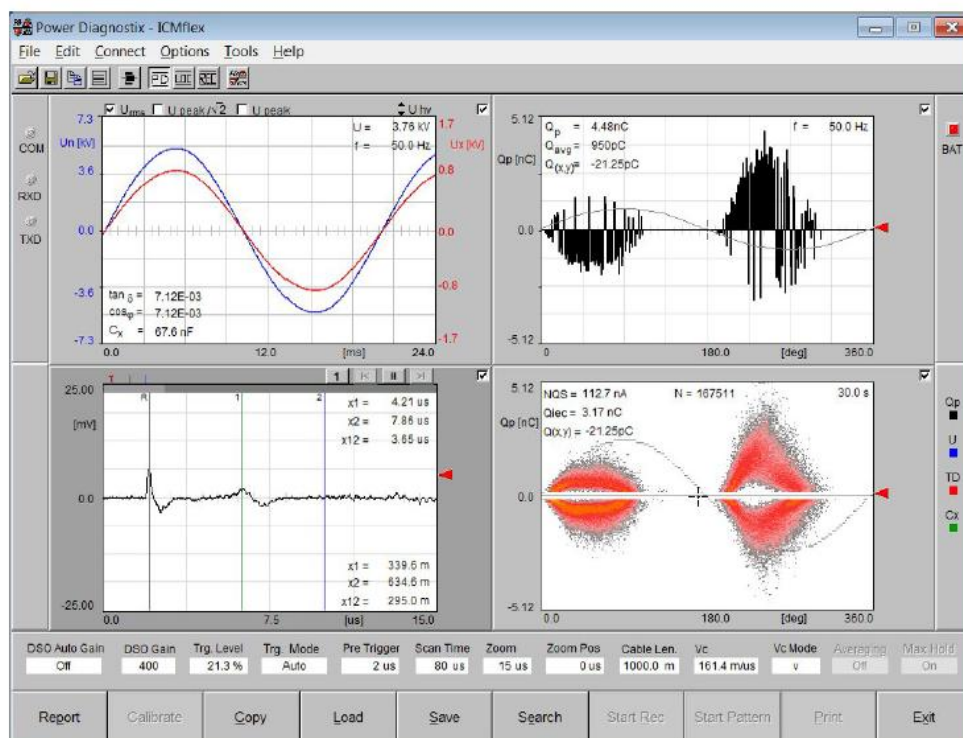 Power Diagnostix - ICMflex
File Edit Connect Options Tools Help
PD LOC REC
COM
RXD
TXD
Urms U peak/√2 U peak U hv
7.3
Un [kV]
3.6
0.0
-3.6
-7.3
U = 3.76 kV
f = 50.0 Hz
1.7
Ux [kV]
0.8
0.0
-0.8
-1.7
tan δ = 7.12E-03
cosφ = 7.12E-03
Cx = 67.6 nF
0.0 12.0 [ms] 24.0
5.12
Qp [nC]
0.0
-5.12
Qp = 4.48nC
Qavg = 950pC
Q(x,y)= -21.25pC
f = 50.0 Hz
0 180.0 [deg] 360.0
BAT
25.00
[mV]
0.0
-25.00
T
1
R 1 2
x1 = 4.21 us
x2 = 7.86 us
x12 = 3.65 us
x1 = 339.6 m
x2 = 634.6 m
x12 = 295.0 m
0.0 7.5 [us] 15.0
5.12
Qp [nC]
0.0
-5.12
NQS = 112.7 nA N = 167511 30.0 s
Qiec = 3.17 nC
Q(x,y) = -21.25pC
0.0 180.0 [deg] 360.0
Qp
U
TD
Cx
DSO Auto Gain DSO Gain Trg. Level Trg. Mode Pre Trigger Scan Time Zoom Zoom Pos Cable Len. Vc Vc Mode Averaging Max Hold
Off 400 21.3 % Auto 2 us 80 us 15 us 0 us 1000.0 m 161.4 m/us v Off On
Report Calibrate Copy Load Save Search Start Rec Start Pattern Print Exit